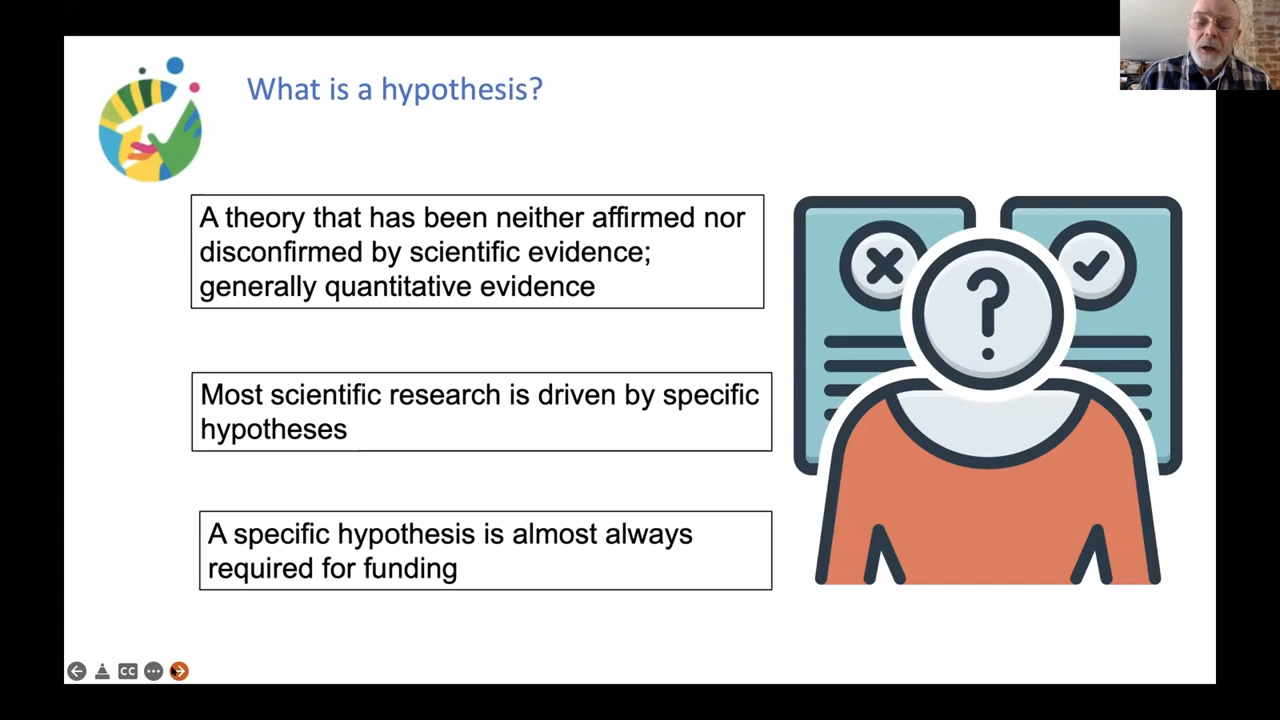 What is a hypothesis?
A theory that has been neither affirmed nor
disconfirmed by scientific evidence;
generally quantitative evidence
Most scientific research is driven by specific
hypotheses
A specific hypothesis is almost always
required for funding
?
CC